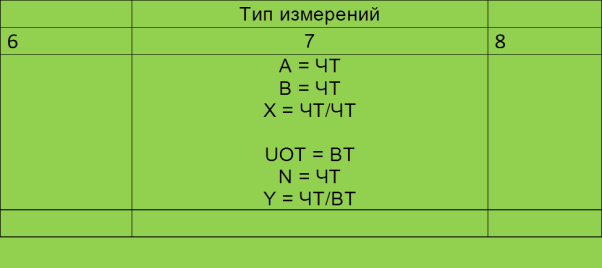 Тип измерений
6 7 8
A = ЧТ
B = ЧТ
X = ЧТ/ЧТ
UOT = ВТ
N = ЧТ
Y = ЧТ/ВТ